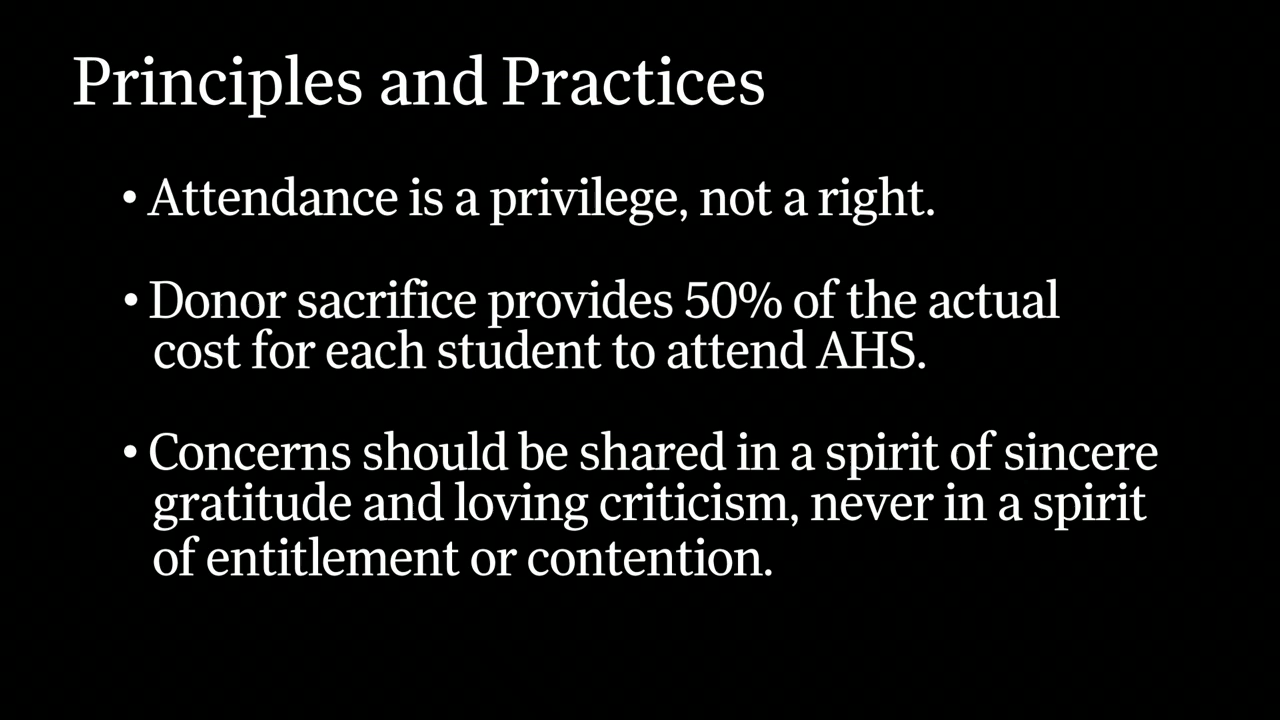 Principles and Practices
• Attendance is a privilege, not a right.
• Donor sacrifice provides 50% of the actual
cost for each student to attend AHS.
• Concerns should be shared in a spirit of sincere
gratitude and loving criticism, never in a spirit
of entitlement or contention.